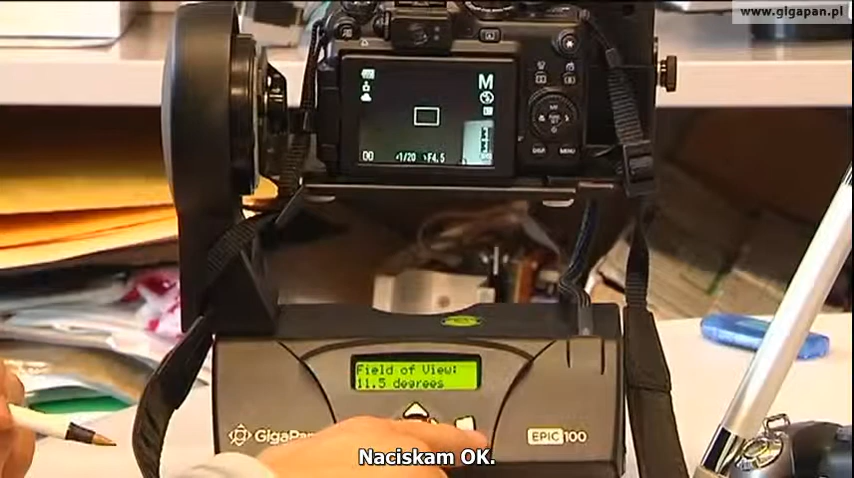 www.gigapan.pl
M
1/20 F4.5
DISP. MENU
Field of View:
11.5 degrees
GigaPan
EPIC 100
Naciskam OK.